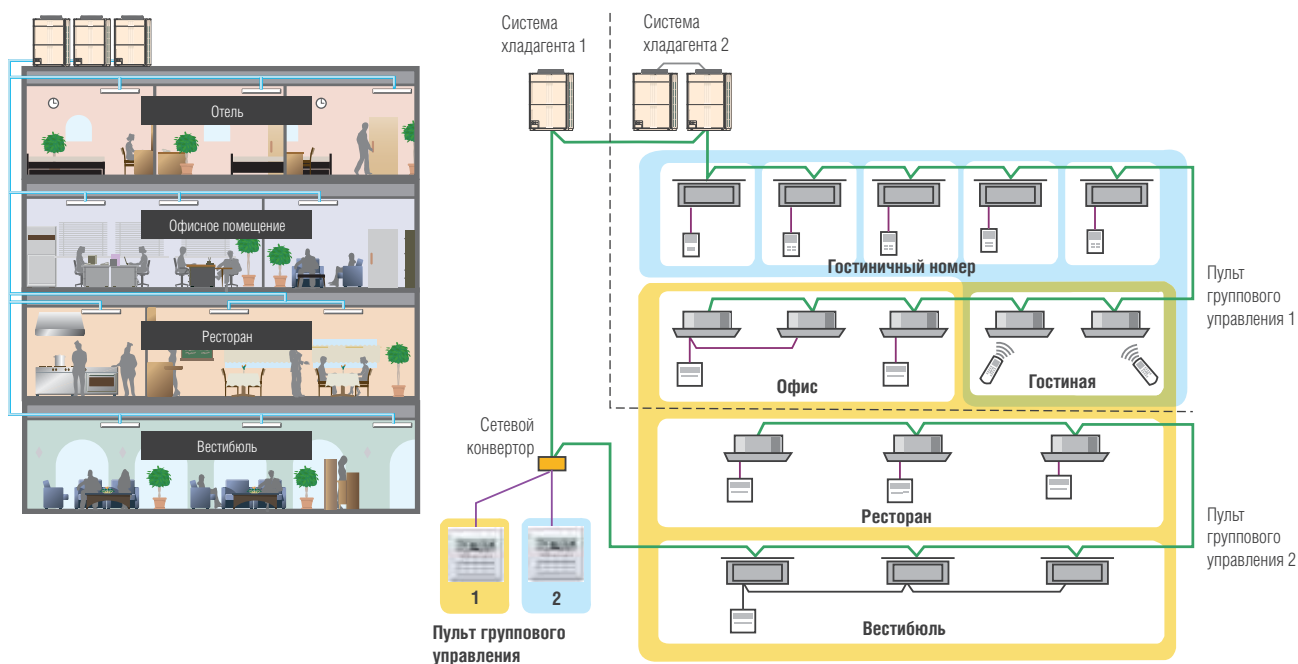 Отель
Офисное помещение
Ресторан
Вестибюль
Система
хладагента 1
Система
хладагента 2
Гостиничный номер
Пульт
группового
управления 1
Офис
Гостиная
Сетевой
конвертор
Ресторан
Пульт
группового
управления 2
Вестибюль
1
2
Пульт группового
управления